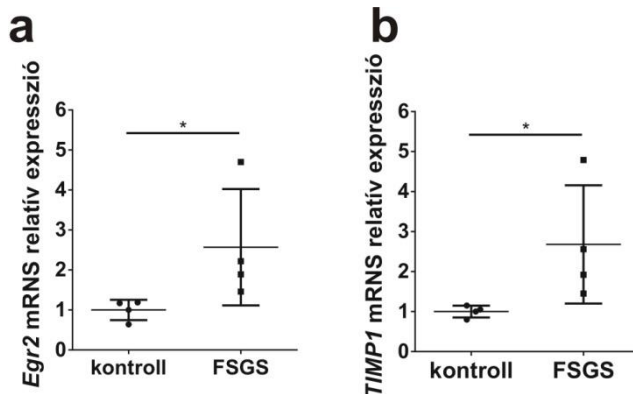 a
Egr2 mRNS relatív expresszió
6
5
4
3
2
1
0
*
kontroll
FSGS
b
TIMP1 mRNS relatív expresszió
6
5
4
3
2
1
0
*
kontroll
FSGS